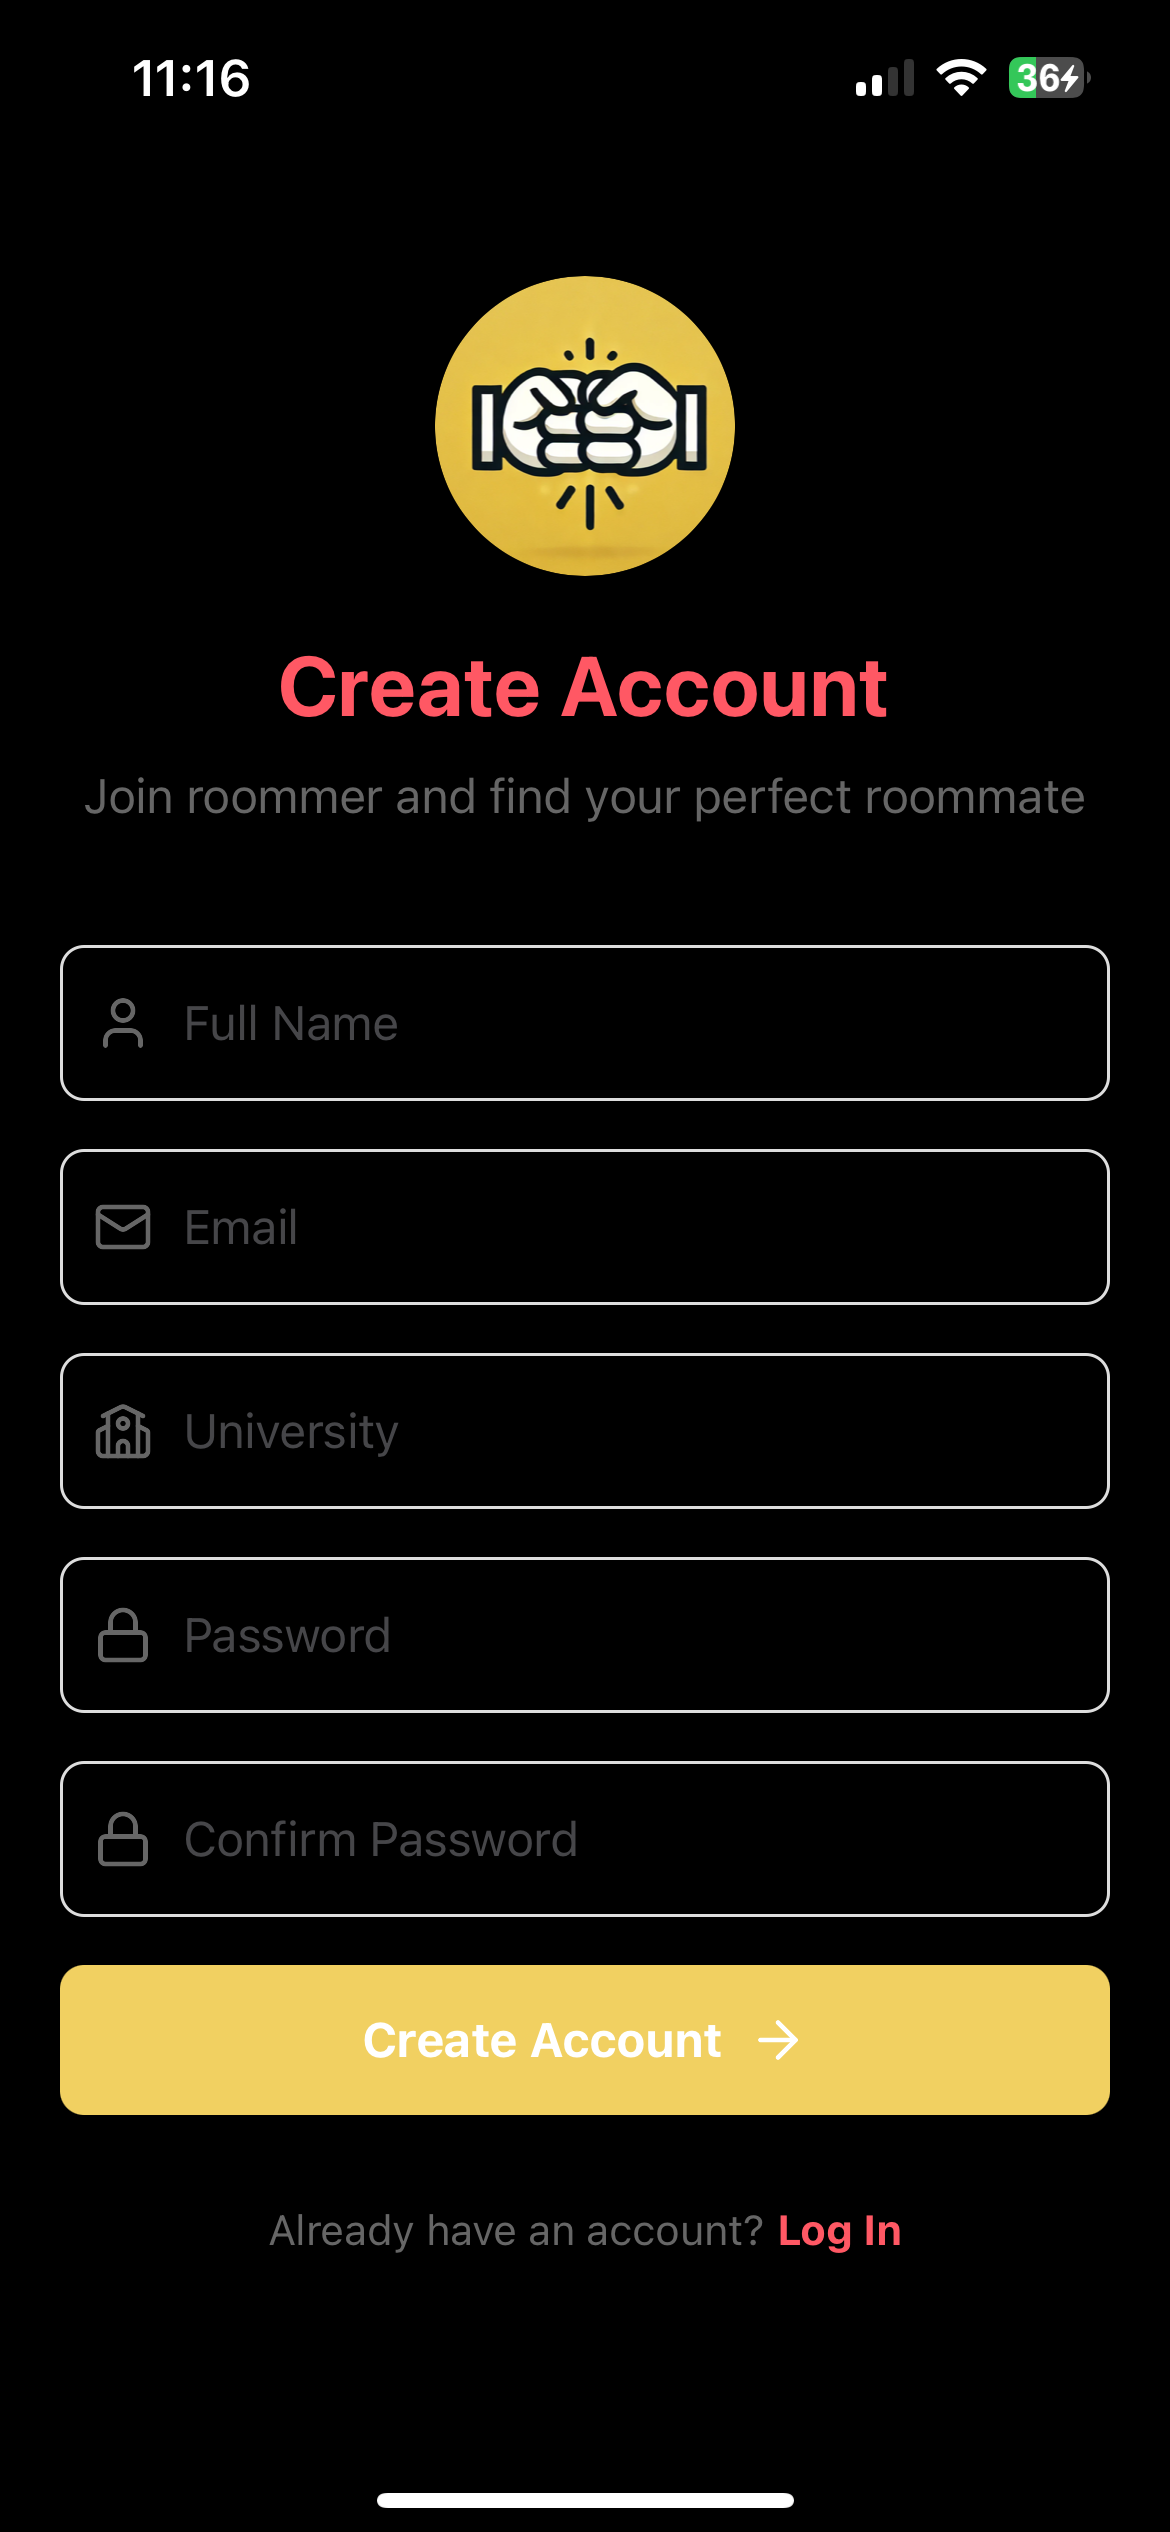 11:16
36
Create Account
Join roommer and find your perfect roommate
Full Name
Email
University
Password
Confirm Password
Create Account
Already have an account? Log In